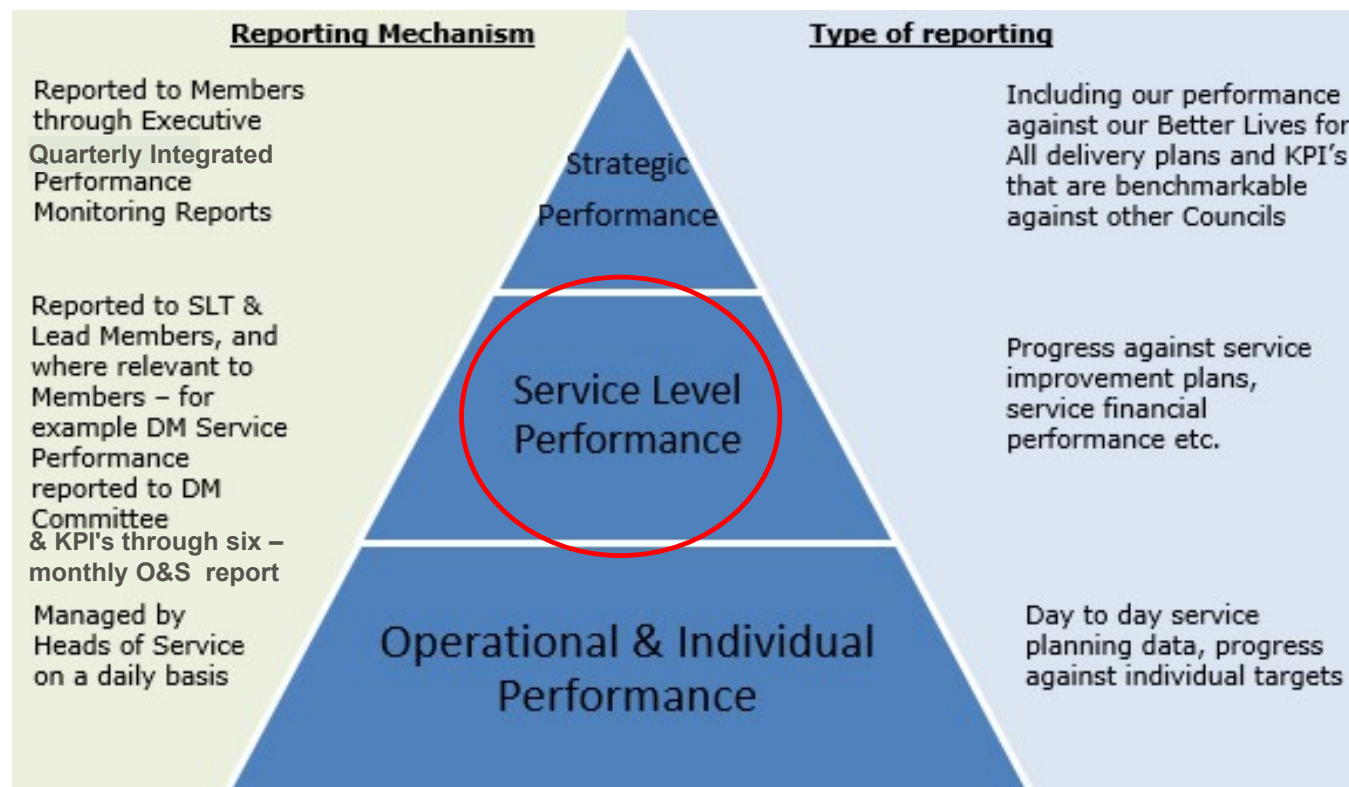 Reporting Mechanism
Type of reporting
Reported to Members
through Executive
Quarterly Integrated
Performance
Monitoring Reports
Strategic
Performance
Including our performance
against our Better Lives for
All delivery plans and KPI's
that are benchmarkable
against other Councils
Reported to SLT &
Lead Members, and
where relevant to
Members – for
example DM Service
Performance
reported to DM
Committee
& KPI's through six –
monthly O&S report
Service Level
Performance
Progress against service
improvement plans,
service financial
performance etc.
Managed by
Heads of Service
on a daily basis
Operational & Individual
Performance
Day to day service
planning data, progress
against individual targets